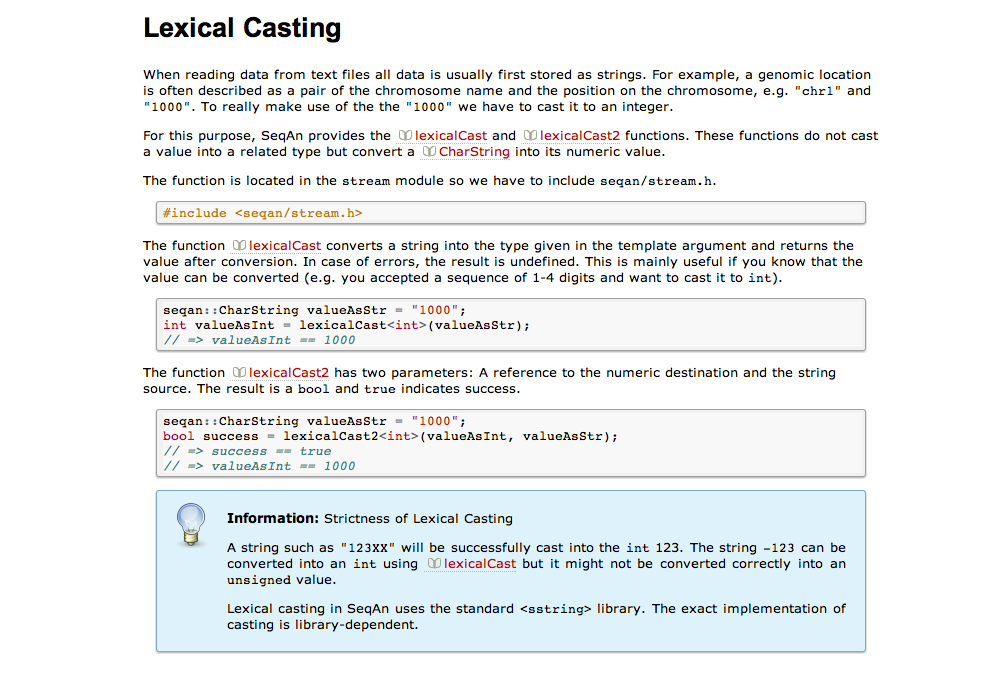 Lexical Casting
When reading data from text files all data is usually first stored as strings. For example, a genomic location
is often described as a pair of the chromosome name and the position on the chromosome, e.g. "chr1" and
"1000". To really make use of the the "1000" we have to cast it to an integer.
For this purpose, SeqAn provides the lexicalCast and lexicalCast2 functions. These functions do not cast
a value into a related type but convert a CharString into its numeric value.
The function is located in the stream module so we have to include seqan/stream.h.
#include <seqan/stream.h>
The function lexicalCast converts a string into the type given in the template argument and returns the
value after conversion. In case of errors, the result is undefined. This is mainly useful if you know that the
value can be converted (e.g. you accepted a sequence of 1-4 digits and want to cast it to int).
seqan::CharString valueAsStr = "1000";
int valueAsInt = lexicalCast<int>(valueAsStr);
// => valueAsInt == 1000
The function lexicalCast2 has two parameters: A reference to the numeric destination and the string
source. The result is a bool and true indicates success.
seqan::CharString valueAsStr = "1000";
bool success = lexicalCast2<int>(valueAsInt, valueAsStr);
// => success == true
// => valueAsInt == 1000
Information: Strictness of Lexical Casting
A string such as "123XX" will be successfully cast into the int 123. The string -123 can be
converted into an int using lexicalCast but it might not be converted correctly into an
unsigned value.
Lexical casting in SeqAn uses the standard <sstring> library. The exact implementation of
casting is library-dependent.